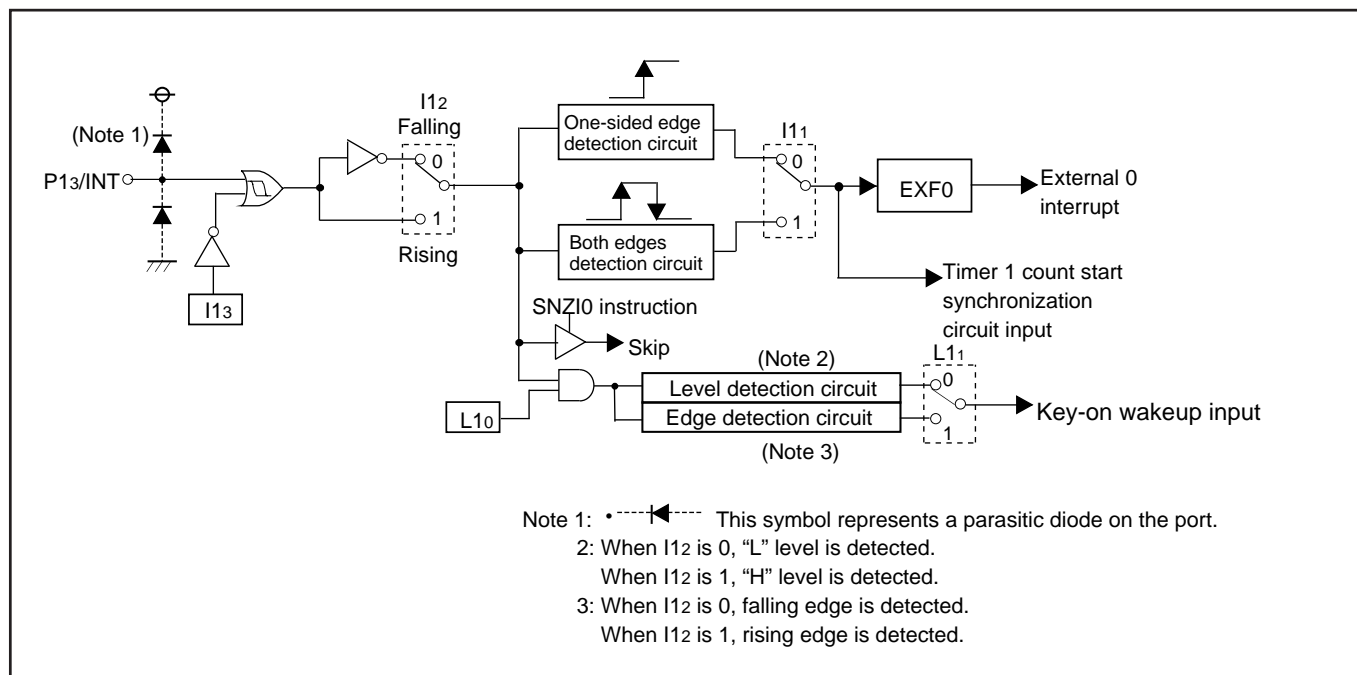 (Note 1)
P13/INT
I13
I12
Falling
0
1
Rising
One-sided edge
detection circuit
Both edges
detection circuit
I11
0
1
EXF0
External 0
interrupt
Timer 1 count start
synchronization
circuit input
SNZI0 instruction
Skip
L10
(Note 2)
Level detection circuit
Edge detection circuit
(Note 3)
L11
0
1
Key-on wakeup input
Note 1: This symbol represents a parasitic diode on the port.
2: When I12 is 0, “L” level is detected.
When I12 is 1, “H” level is detected.
3: When I12 is 0, falling edge is detected.
When I12 is 1, rising edge is detected.